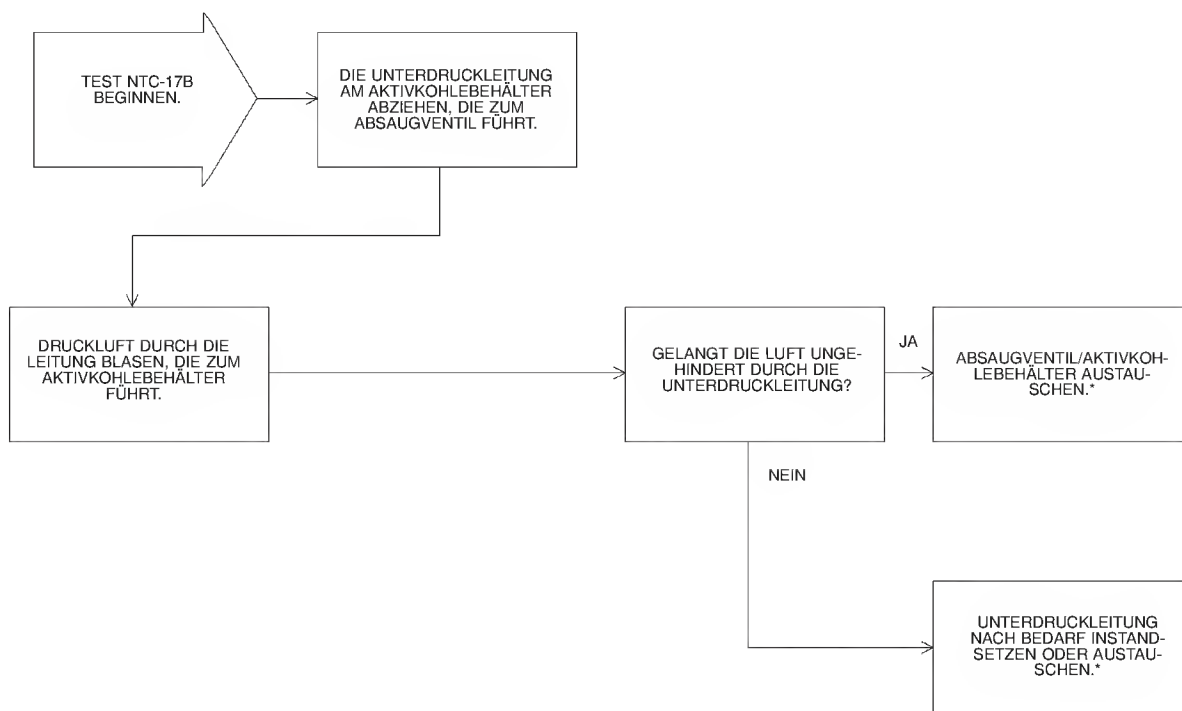 TEST NTC-17B
BEGINNEN.
DIE UNTERDRUCKLEITUNG
AM AKTIVKOHLEBEHÄLTER
ABZIEHEN, DIE ZUM
ABSAUGVENTIL FÜHRT.
DRUCKLUFT DURCH DIE
LEITUNG BLASEN, DIE ZUM
AKTIVKOHLEBEHÄLTER
FÜHRT.
GELANGT DIE LUFT UNGE-
HINDERT DURCH DIE
UNTERDRUCKLEITUNG?
JA
ABSAUGVENTIL/AKTIVKOH-
LEBEHÄLTER AUSTAU-
SCHEN.*
NEIN
UNTERDRUCKLEITUNG
NACH BEDARF INSTAND-
SETZEN ODER AUSTAU-
SCHEN.*